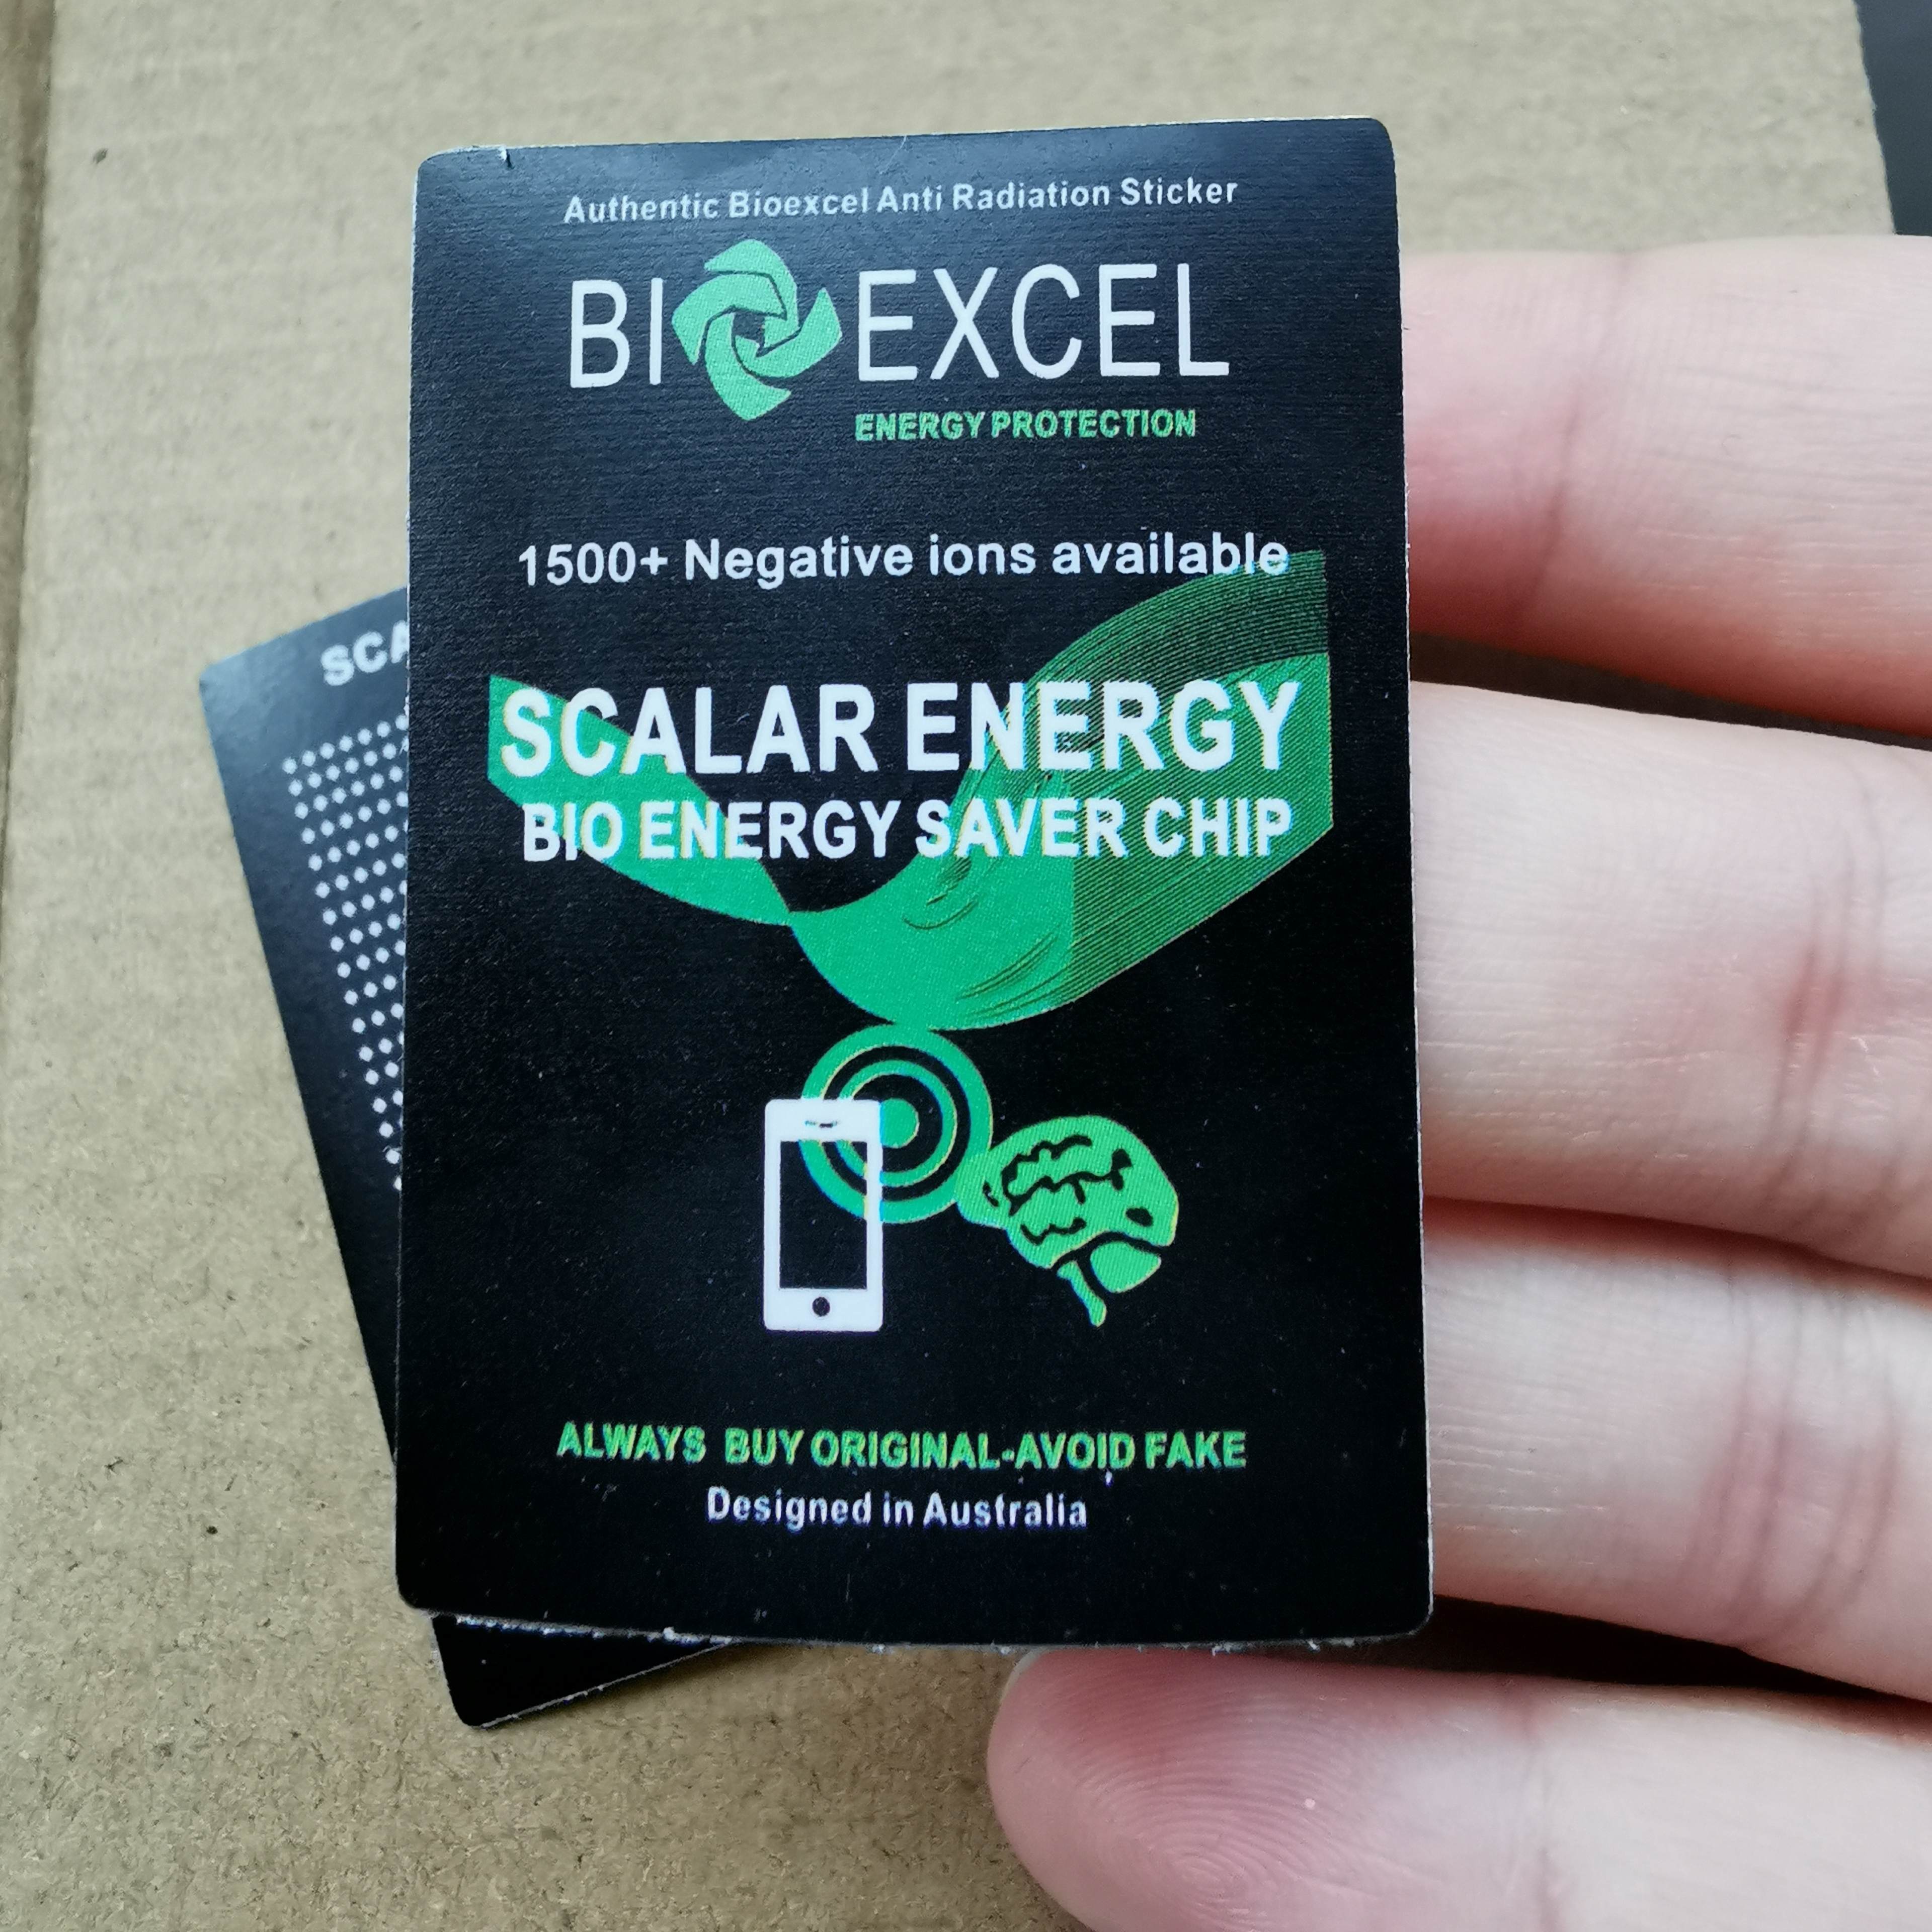 Authentic Bioexcel Anti Radiation Sticker
BIOEXCEL
ENERGY PROTECTION
1500+ Negative ions available
SCALAR ENERGY
BIO ENERGY SAVER CHIP
ALWAYS BUY ORIGINAL-AVOID FAKE
Designed in Australia
SCA